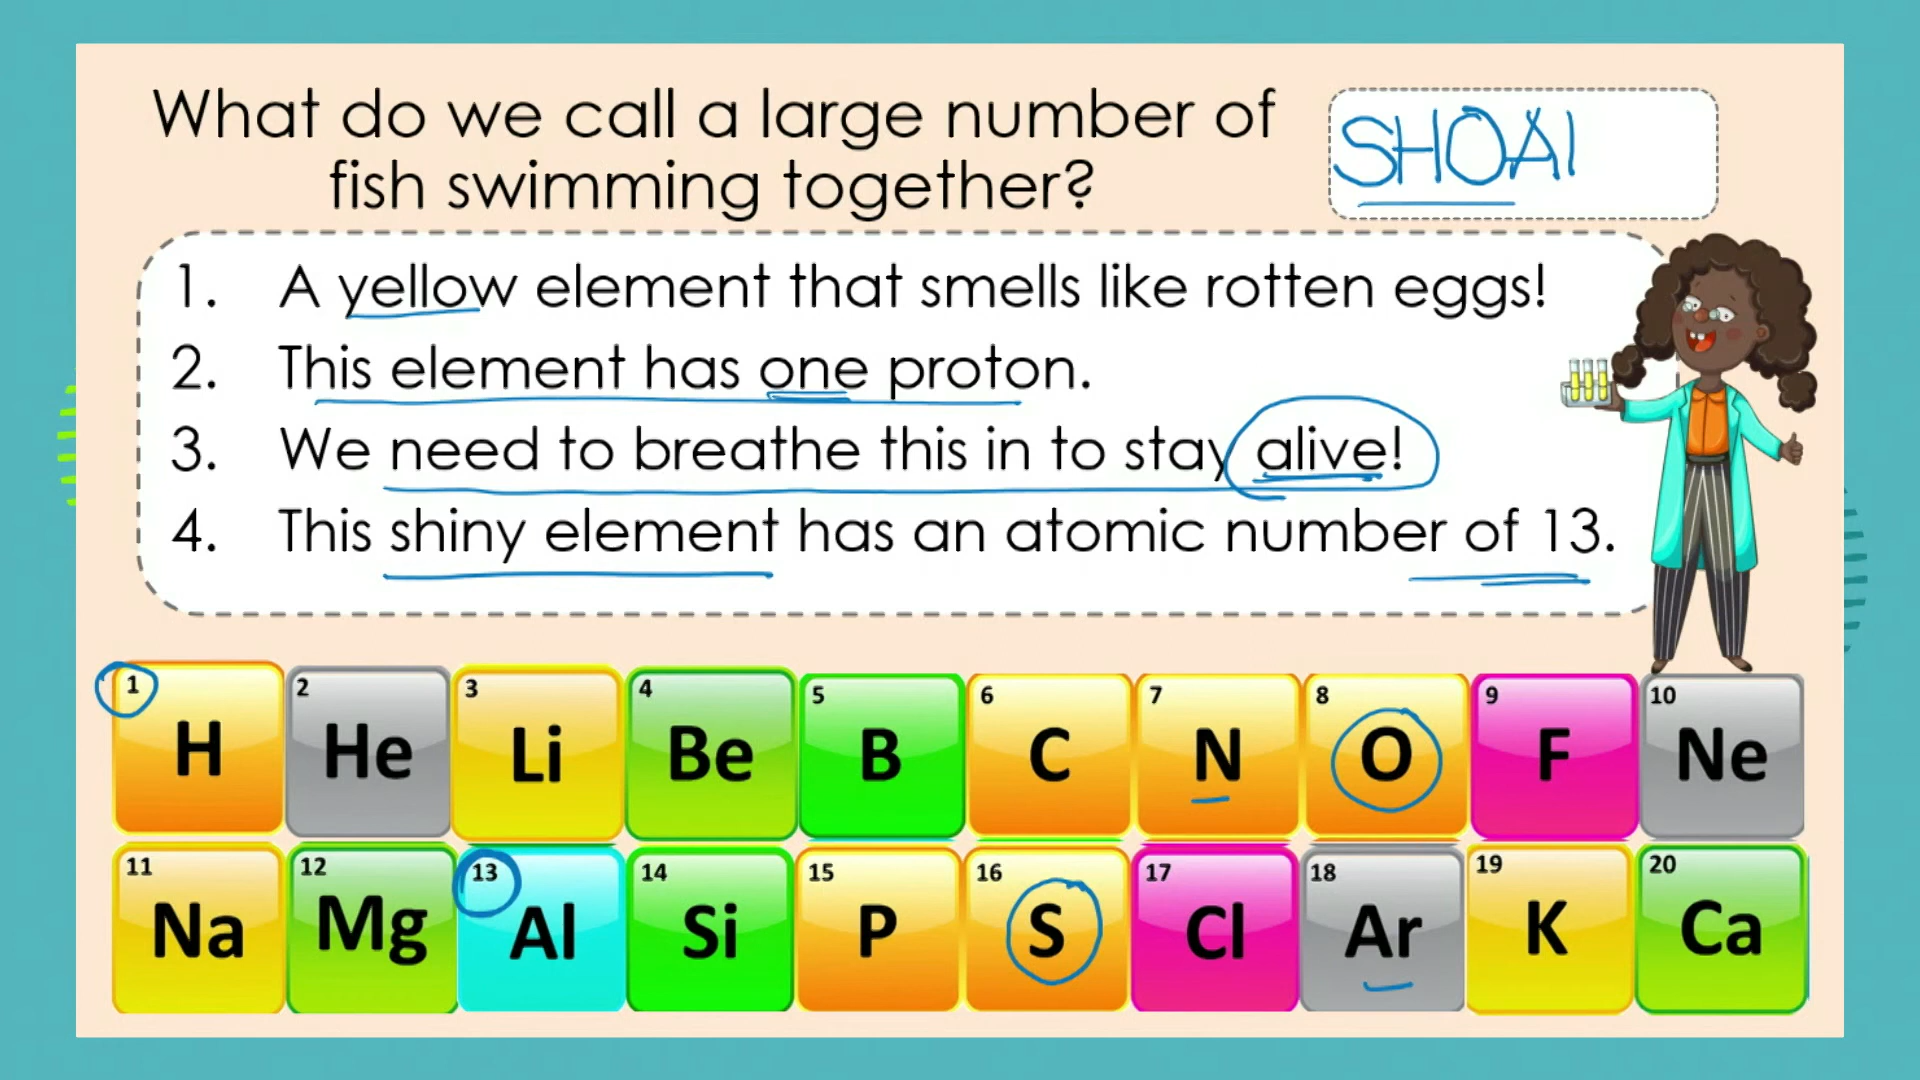 What do we call a large number of
fish swimming together?
SHOAl
1. A yellow element that smells like rotten eggs!
2. This element has one proton.
3. We need to breathe this in to stay alive!
4. This shiny element has an atomic number of 13.
1 2 3 4 5 6 7 8 9 10
H He Li Be B C N O F Ne
11 12 13 14 15 16 17 18 19 20
Na Mg Al Si P S Cl Ar K Ca